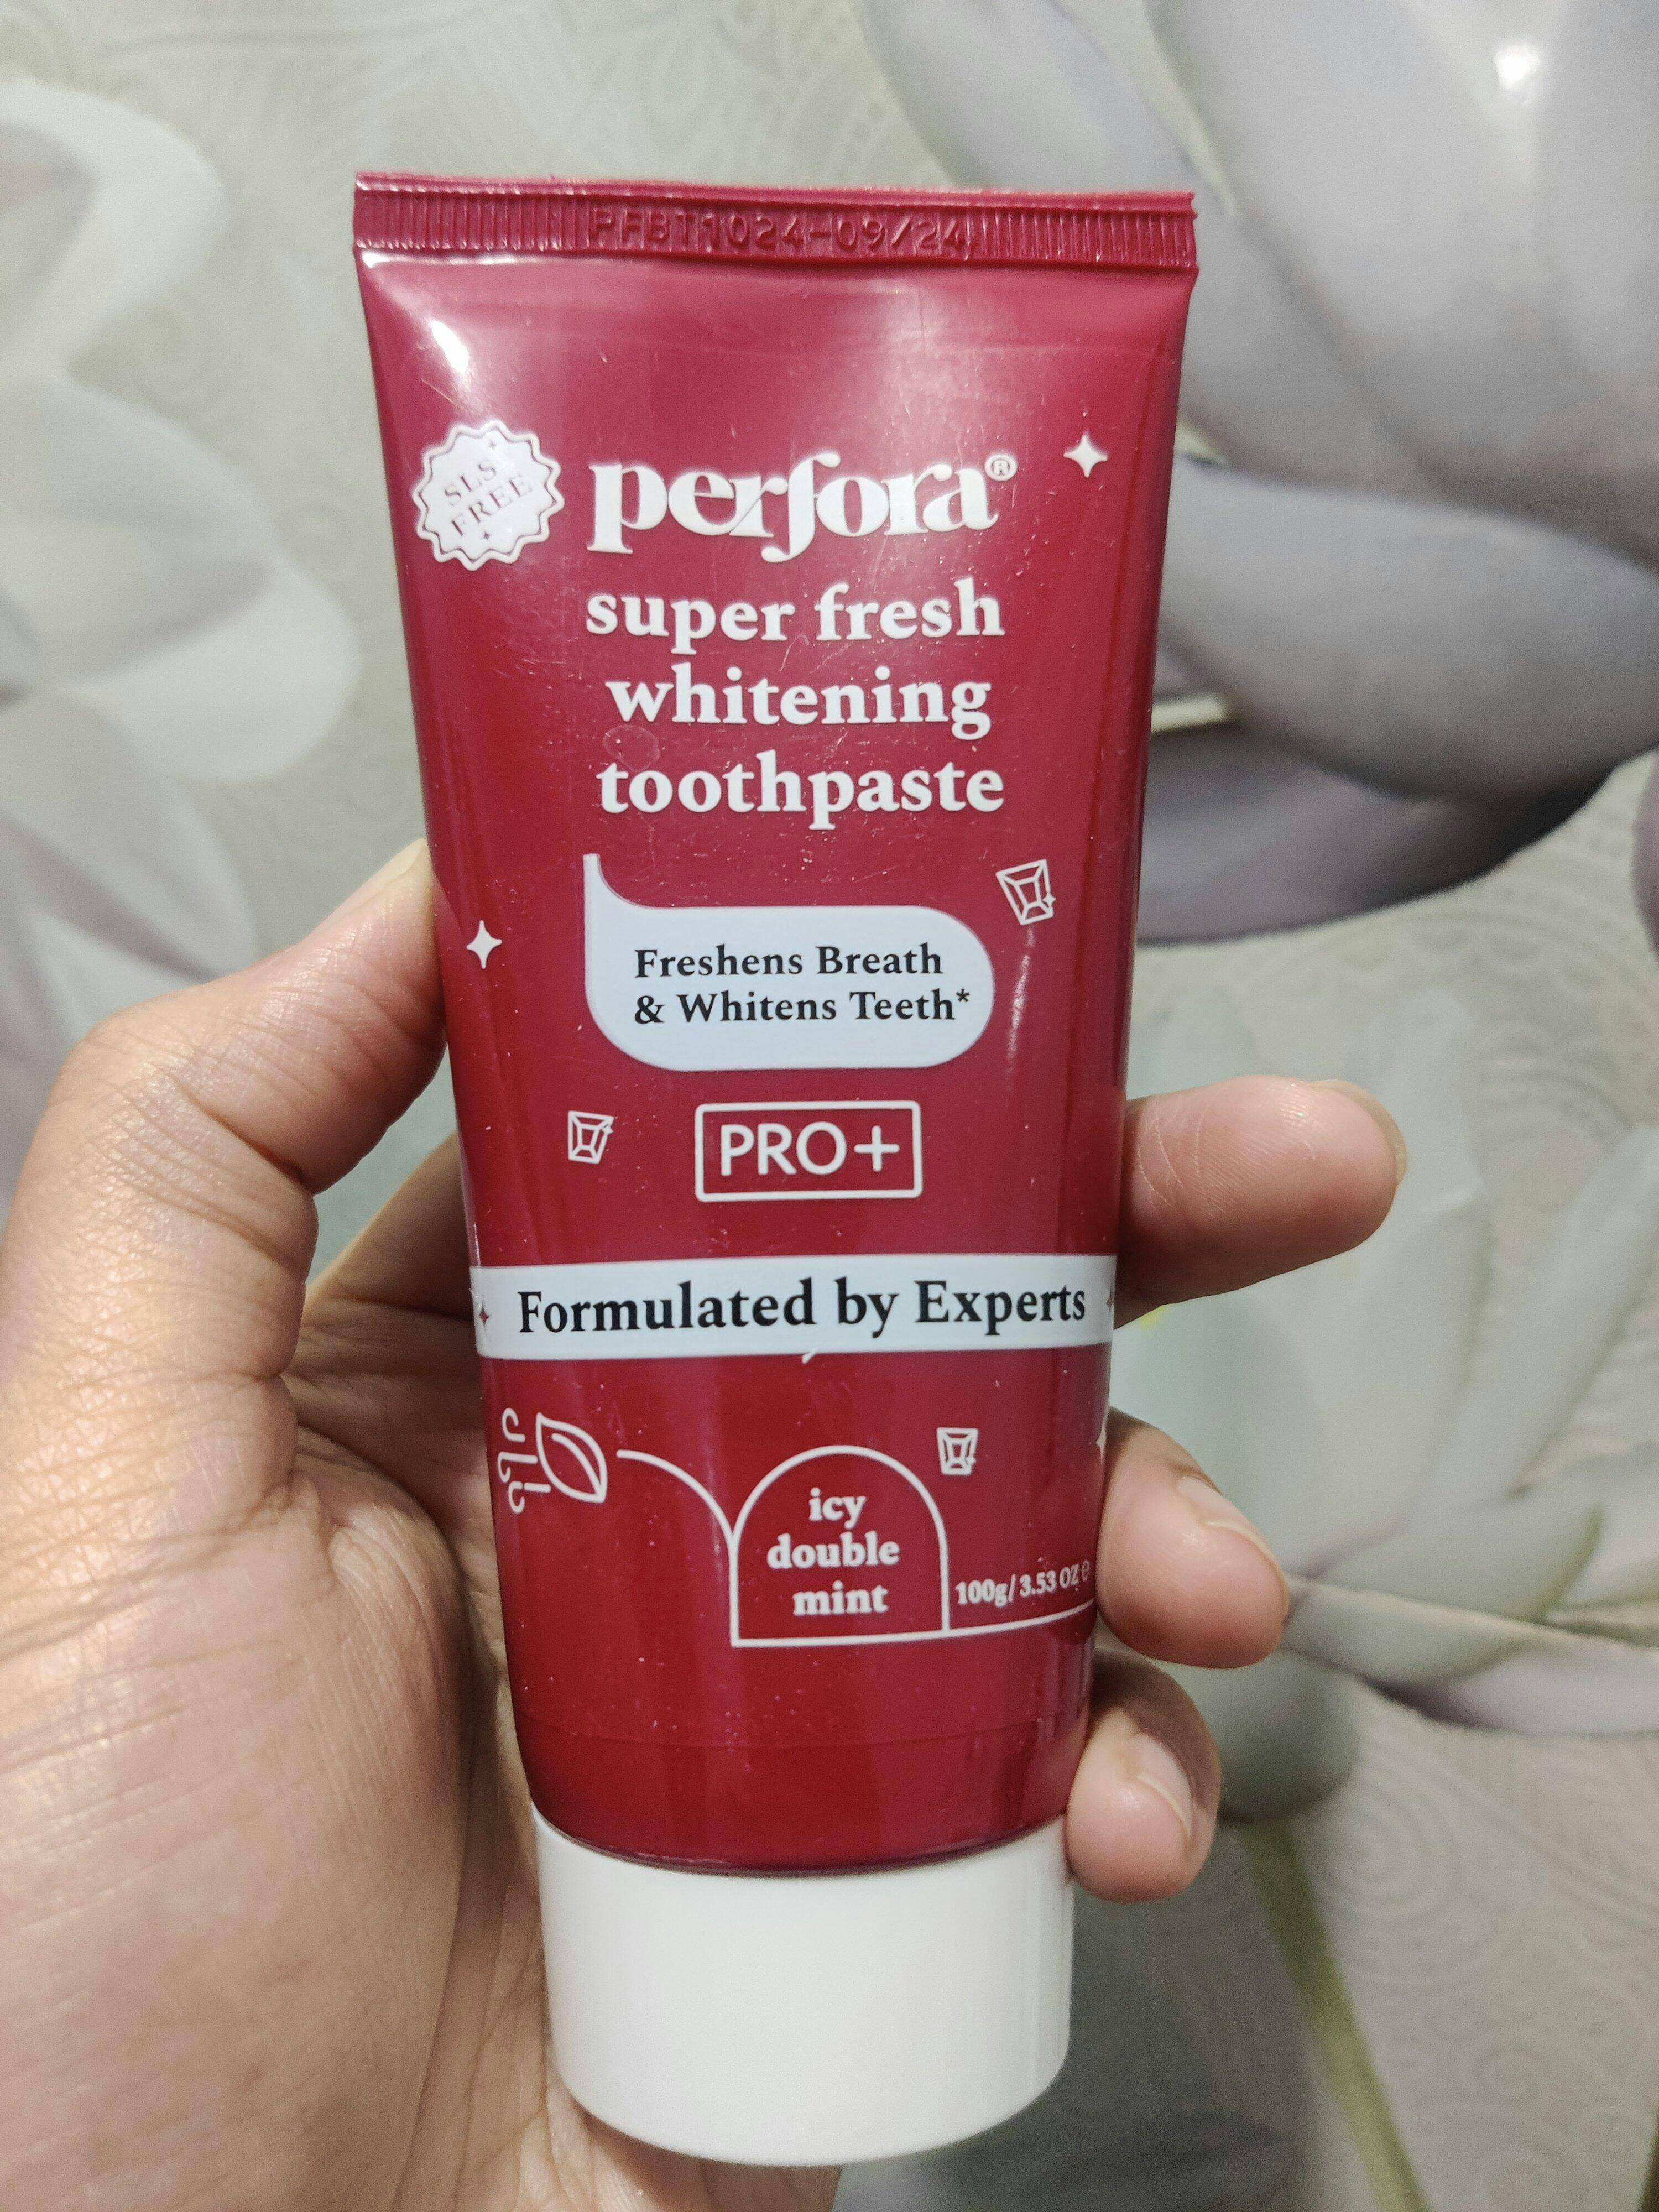 PFBT1024-09/24
SLS
FREE
perfora®
super fresh
whitening
toothpaste
Freshens Breath
& Whitens Teeth*
PRO+
Formulated by Experts
icy
double
mint
100g/3.53 OZ ℮